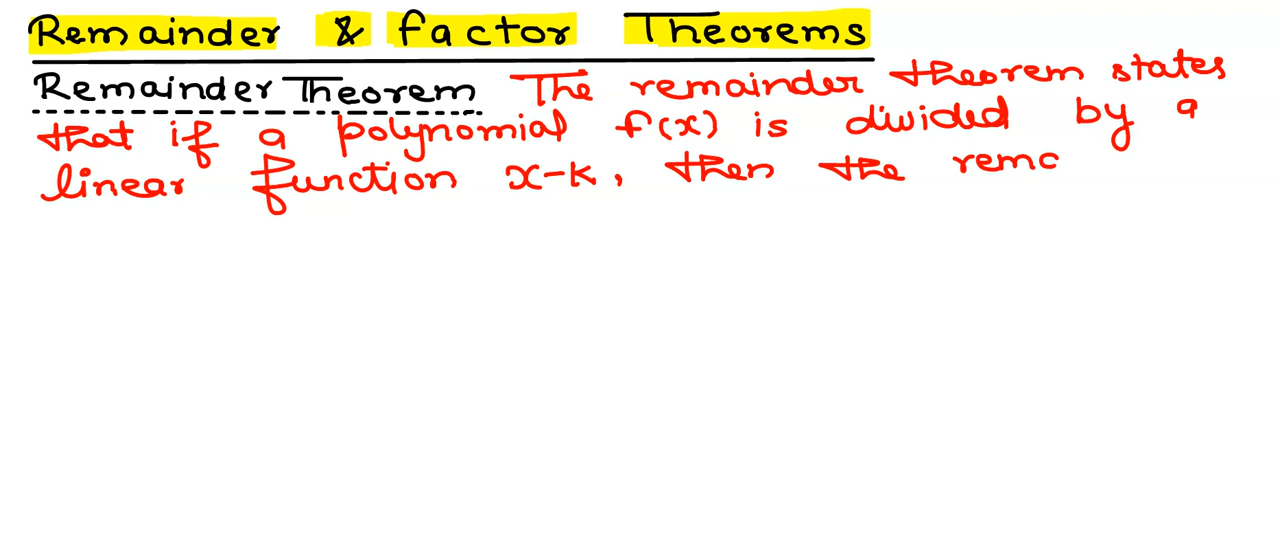 Remainder & Factor Theorems
Remainder Theorem The remainder theorem states
that if a polynomial f(x) is divided by a
linear function x-k, then the rema